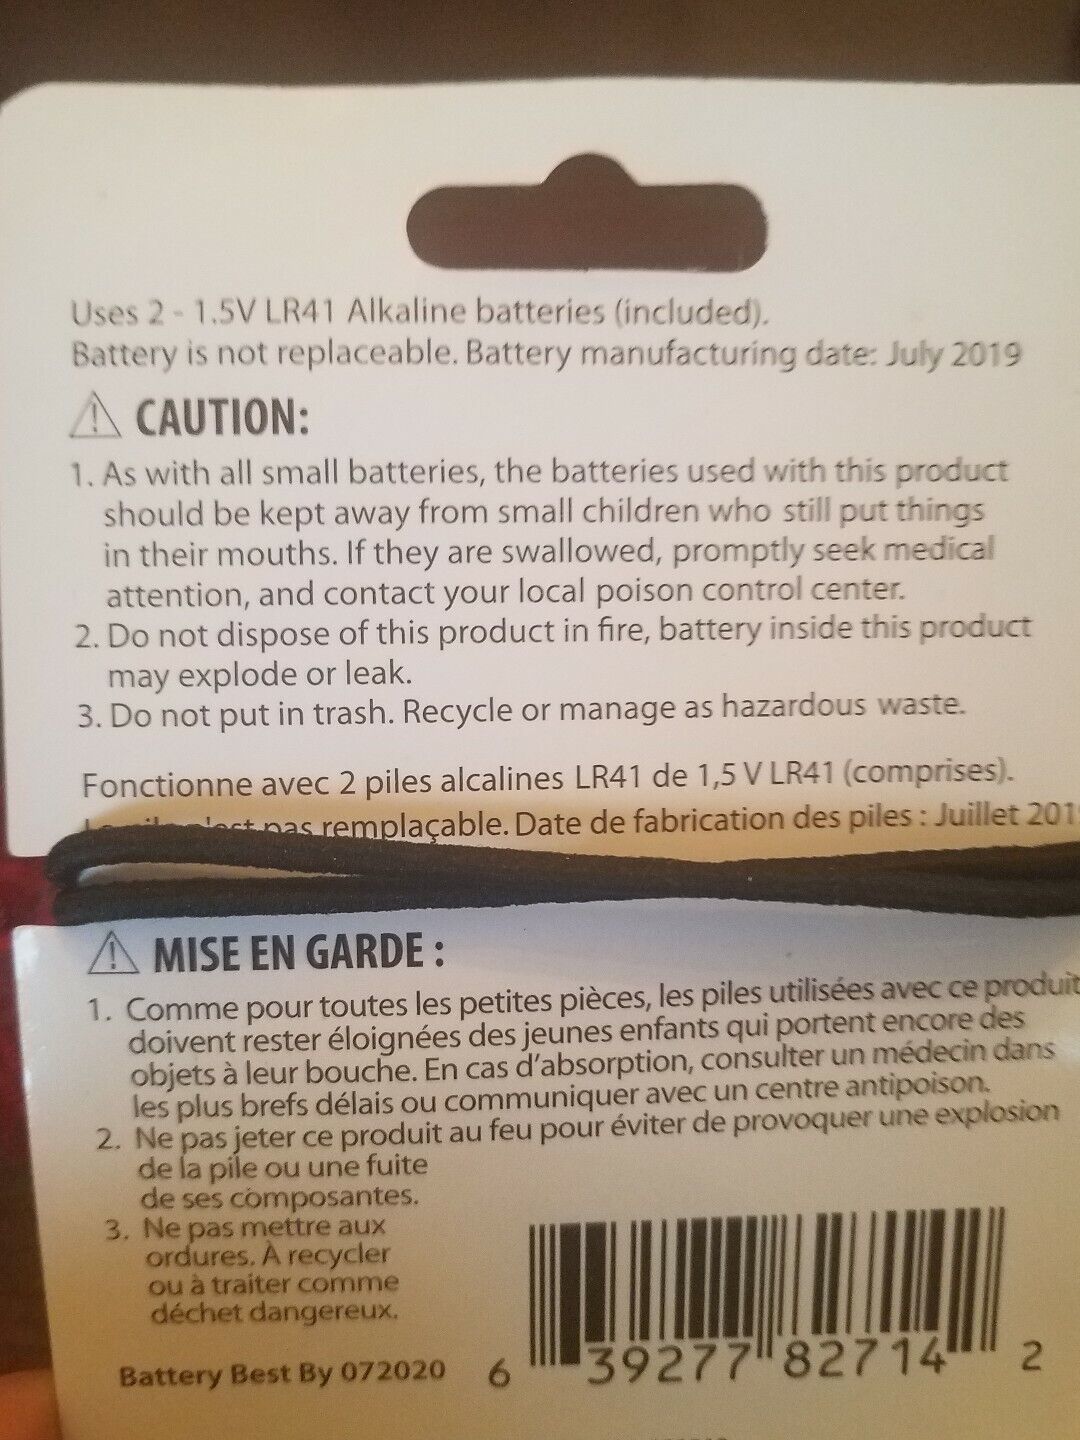 Uses 2 - 1.5V LR41 Alkaline batteries (included).
Battery is not replaceable. Battery manufacturing date: July 2019
CAUTION:
1. As with all small batteries, the batteries used with this product
should be kept away from small children who still put things
in their mouths. If they are swallowed, promptly seek medical
attention, and contact your local poison control center.
2. Do not dispose of this product in fire, battery inside this product
may explode or leak.
3. Do not put in trash. Recycle or manage as hazardous waste.
Fonctionne avec 2 piles alcalines LR41 de 1,5 V LR41 (comprises).
pas remplaçable. Date de fabrication des piles : Juillet 201
MISE EN GARDE :
1. Comme pour toutes les petites pièces, les piles utilisées avec ce produit
doivent rester éloignées des jeunes enfants qui portent encore des
objets à leur bouche. En cas d'absorption, consulter un médecin dans
les plus brefs délais ou communiquer avec un centre antipoison.
2. Ne pas jeter ce produit au feu pour éviter de provoquer une explosion
de la pile ou une fuite
de ses composantes.
3. Ne pas mettre aux
ordures. À recycler
ou à traiter comme
déchet dangereux.
Battery Best By 072020
6 39277 82714 2